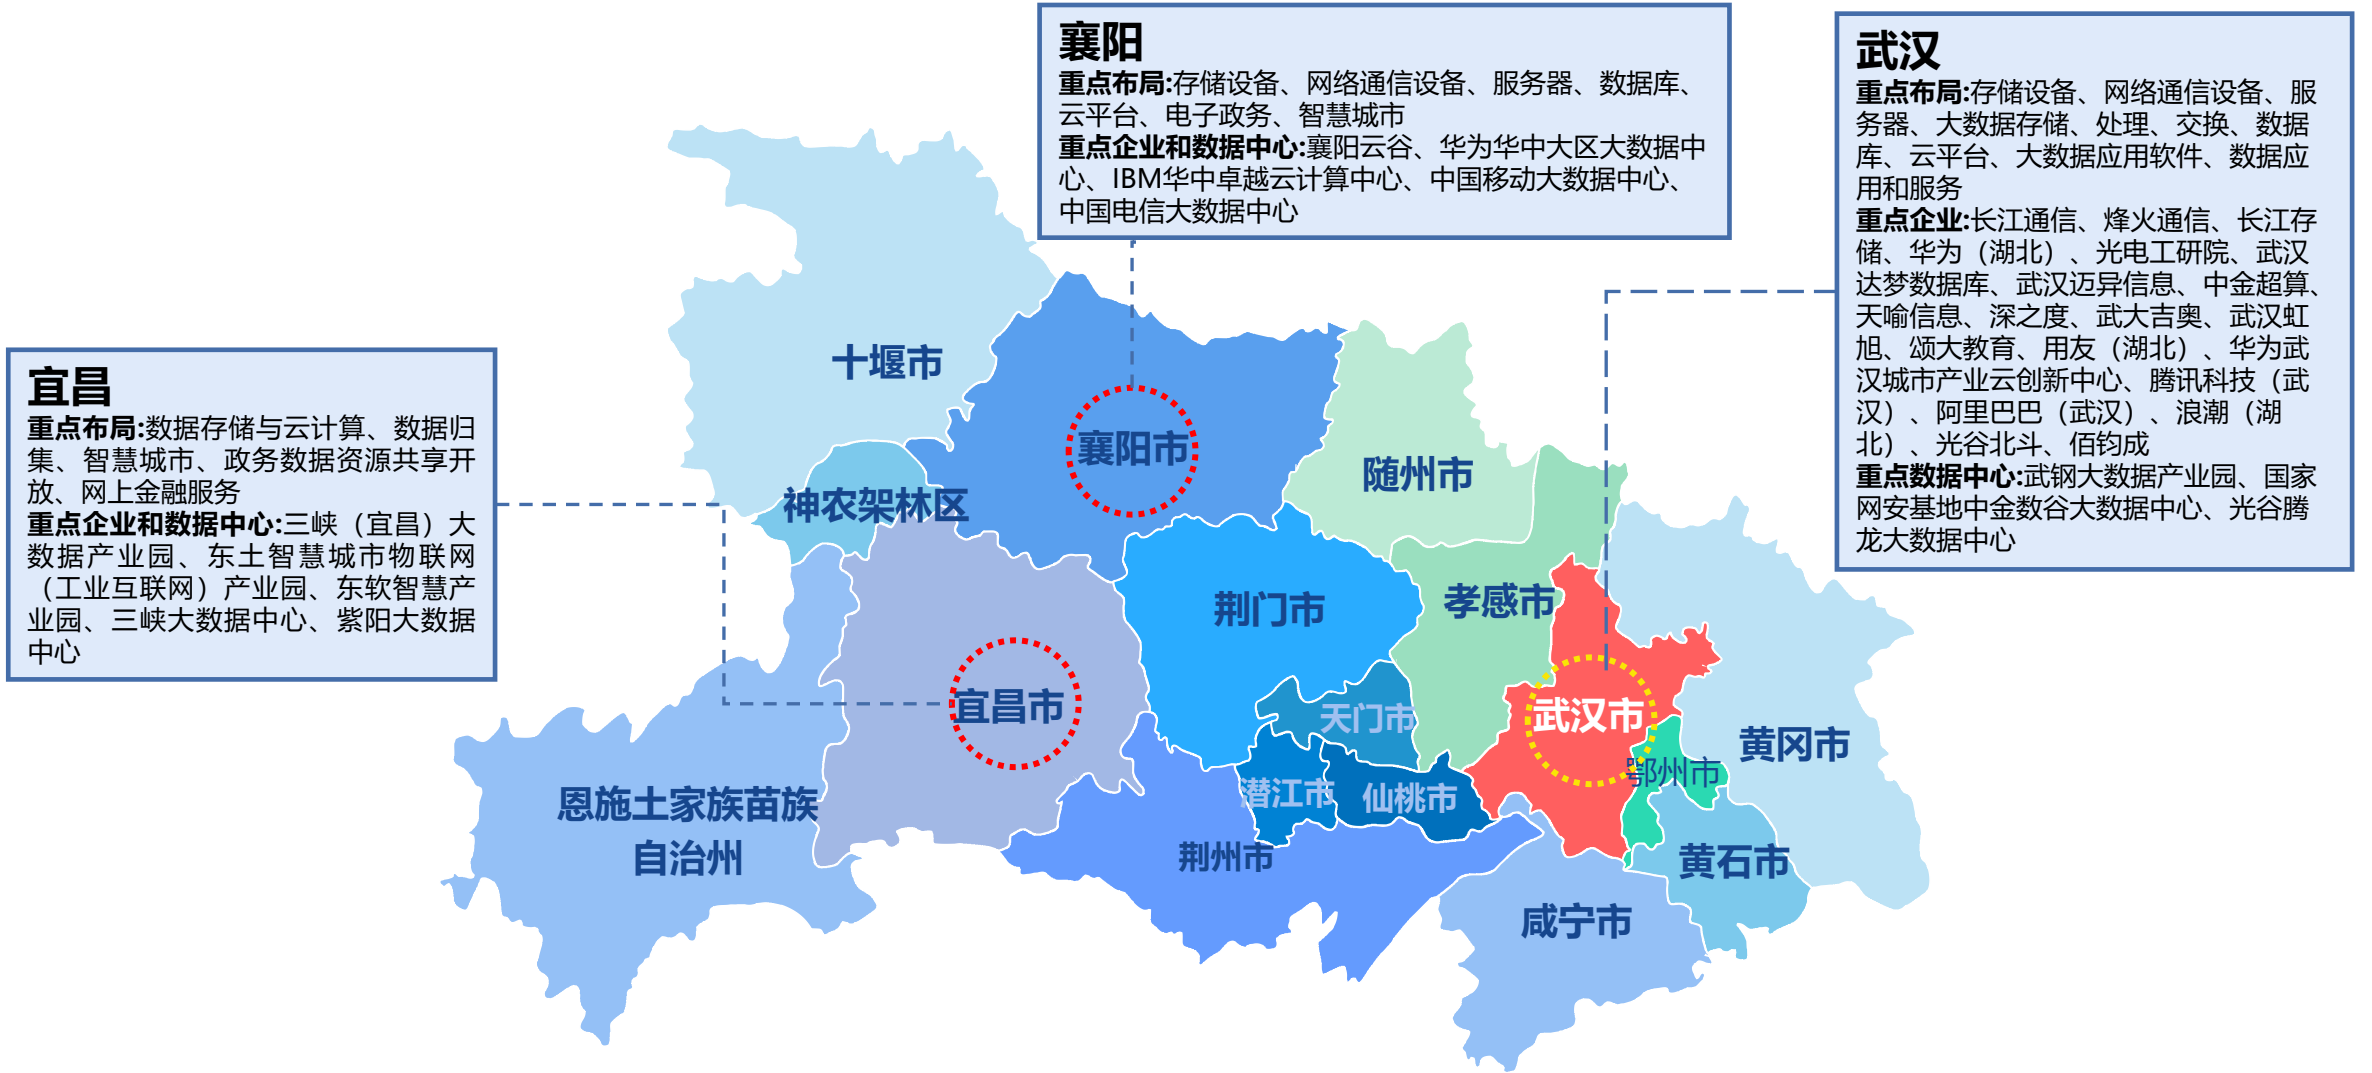 襄阳
重点布局:存储设备、网络通信设备、服务器、数据库、
云平台、电子政务、智慧城市
重点企业和数据中心:襄阳云谷、华为华中大区大数据中
心、IBM华中卓越云计算中心、中国移动大数据中心、
中国电信大数据中心
武汉
重点布局:存储设备、网络通信设备、服
务器、大数据存储、处理、交换、数据
库、云平台、大数据应用软件、数据应
用和服务
重点企业:长江通信、烽火通信、长江存
储、华为（湖北）、光电工研院、武汉
达梦数据库、武汉迈异信息、中金超算、
天喻信息、深之度、武大吉奥、武汉虹
旭、颂大教育、用友（湖北）、华为武
汉城市产业云创新中心、腾讯科技（武
汉）、阿里巴巴（武汉）、浪潮（湖
北）、光谷北斗、佰钧成
重点数据中心:武钢大数据产业园、国家
网安基地中金数谷大数据中心、光谷腾
龙大数据中心
宜昌
重点布局:数据存储与云计算、数据归
集、智慧城市、政务数据资源共享开
放、网上金融服务
重点企业和数据中心:三峡（宜昌）大
数据产业园、东土智慧城市物联网
（工业互联网）产业园、东软智慧产
业园、三峡大数据中心、紫阳大数据
中心
十堰市
襄阳市
随州市
神农架林区
荆门市
孝感市
宜昌市
天门市
武汉市
黄冈市
鄂州市
潜江市
仙桃市
恩施土家族苗族
自治州
荆州市
黄石市
咸宁市